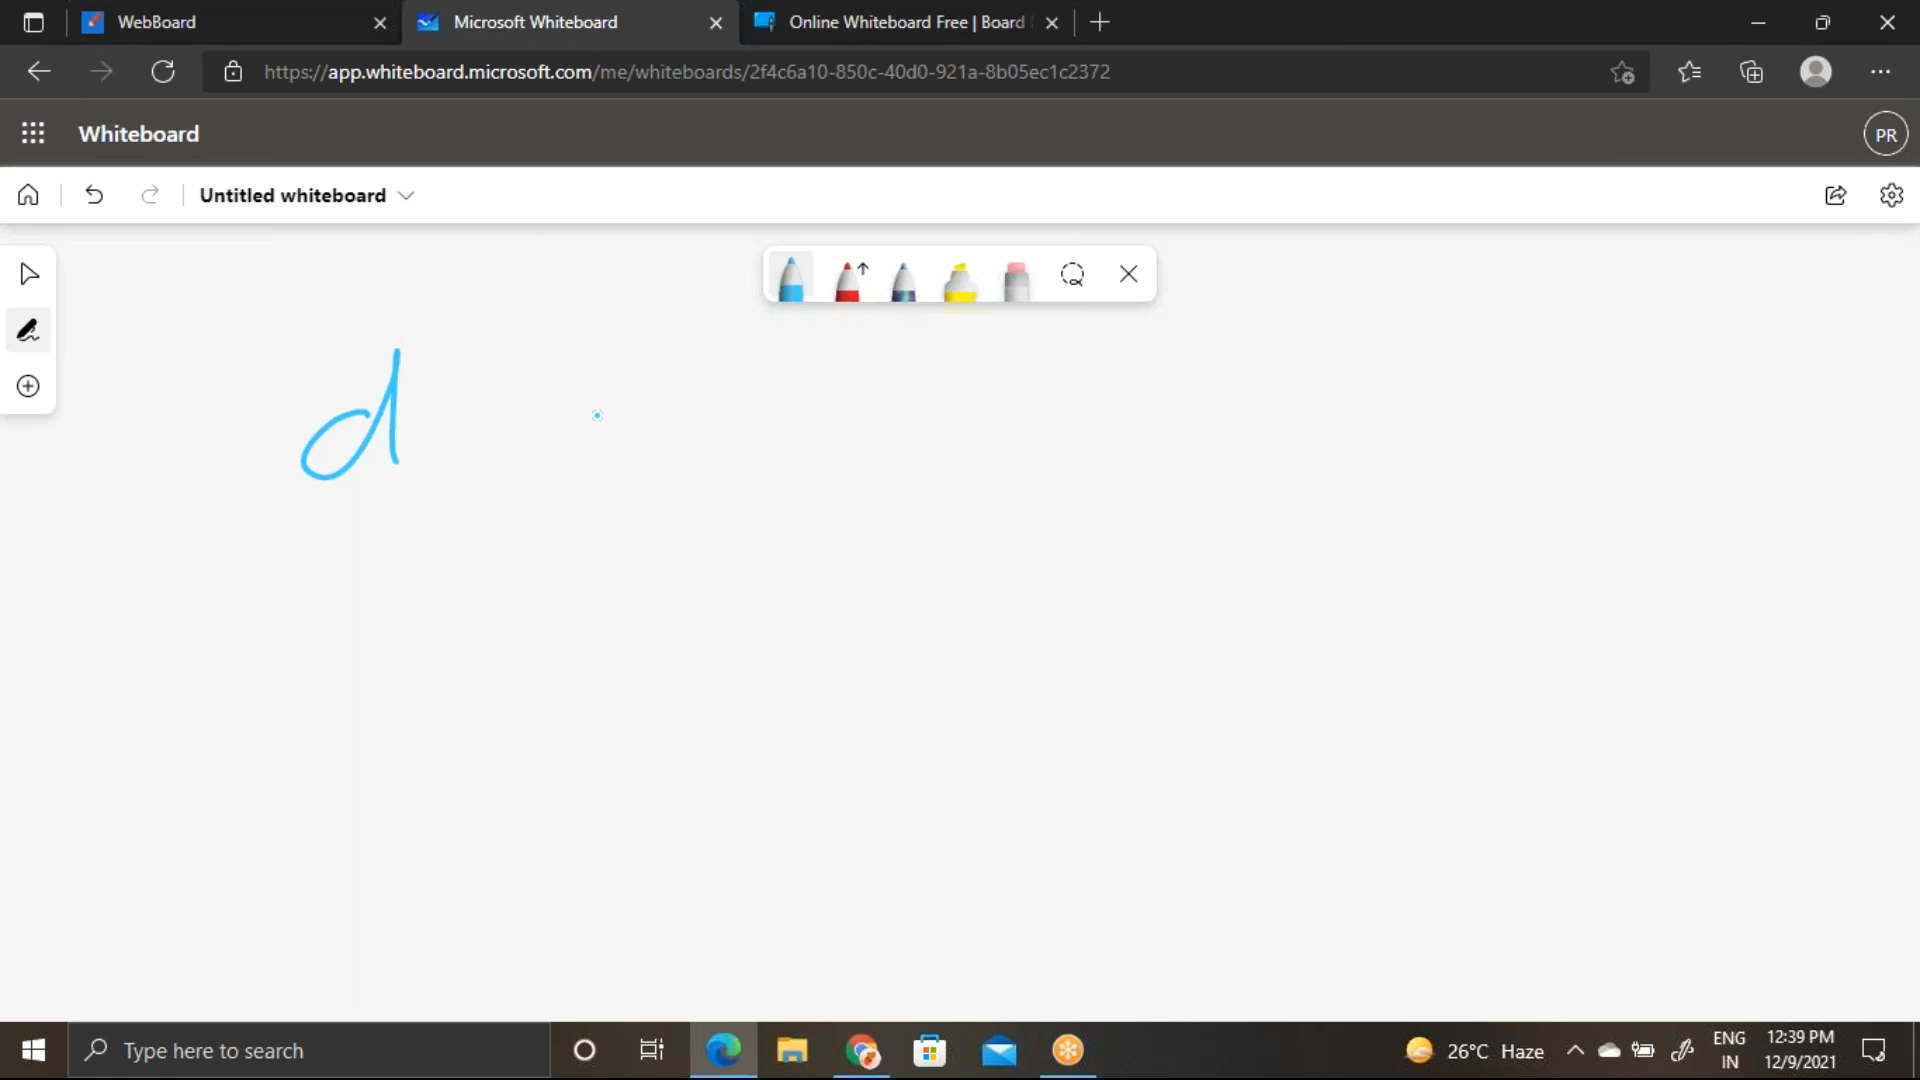 WebBoard
Microsoft Whiteboard
Online Whiteboard Free | Board
https://app.whiteboard.microsoft.com/me/whiteboards/2f4c6a10-850c-40d0-921a-8b05ec1c2372
Whiteboard
PR
Untitled whiteboard
d
Type here to search
26°C Haze
ENG
IN
12:39 PM
12/9/2021